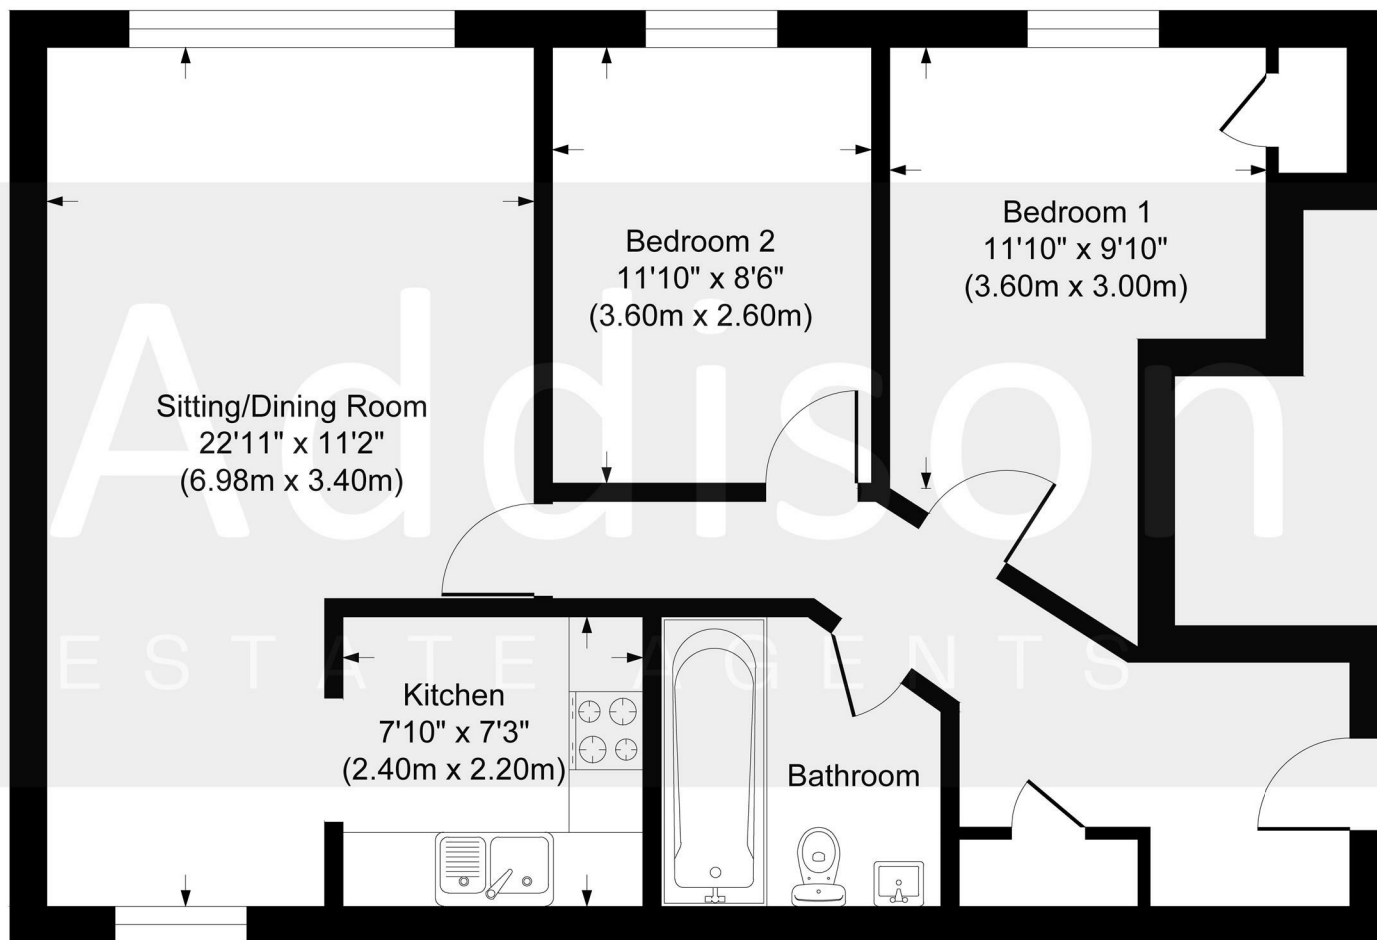 Bedroom 2
11'10" x 8'6"
(3.60m x 2.60m)
Bedroom 1
11'10" x 9'10"
(3.60m x 3.00m)
Sitting/Dining Room
22'11" x 11'2"
(6.98m x 3.40m)
Addison
ESTATE AGENTS
Kitchen
7'10" x 7'3"
(2.40m x 2.20m)
Bathroom